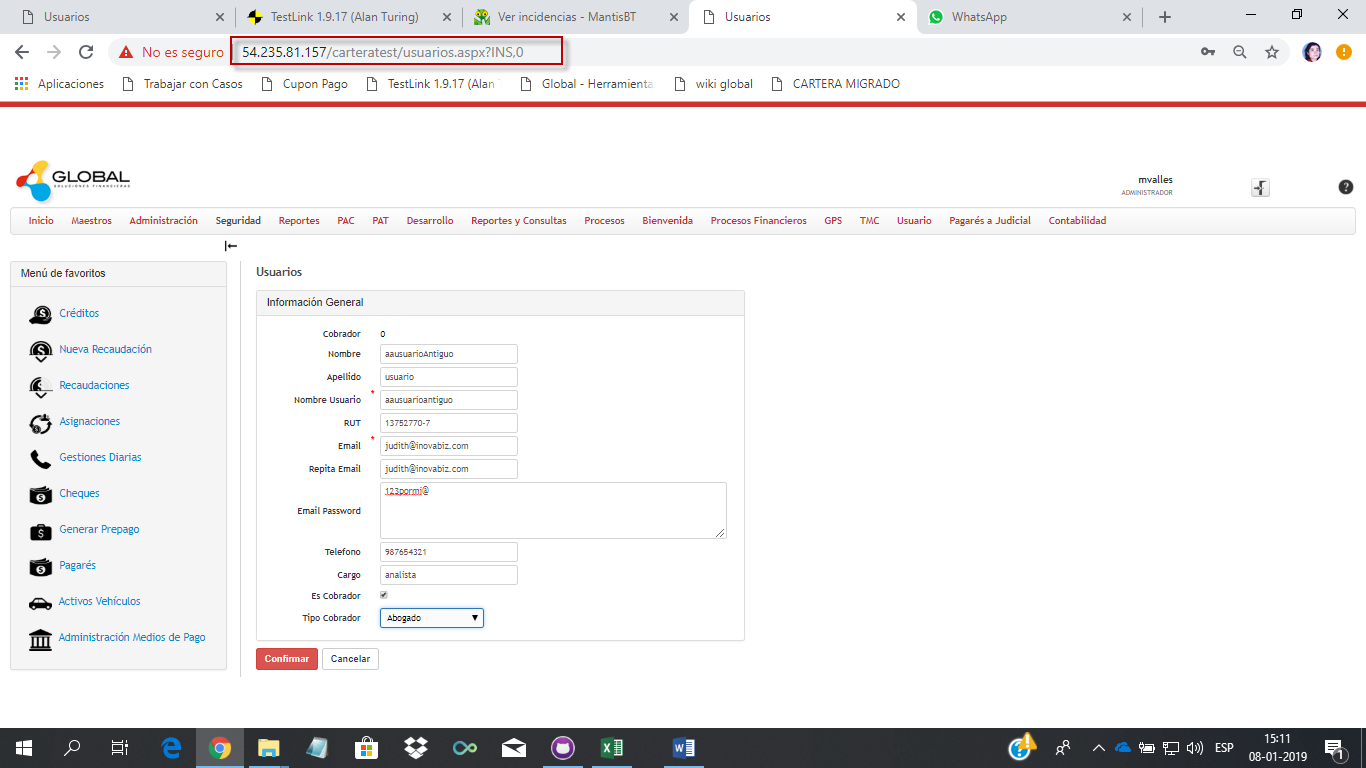 Usuarios
TestLink 1.9.17 (Alan Turing)
Ver incidencias - MantisBT
Usuarios
WhatsApp
No es seguro
54.235.81.157/carteratest/usuarios.aspx?INS,0
Aplicaciones
Trabajar con Casos
Cupon Pago
TestLink 1.9.17 (Alan
Global - Herramienta
wiki global
CARTERA MIGRADO
GLOBAL
SOLUCIONES FINANCIERAS
mvalles
ADMINISTRADOR
Inicio Maestros Administración Seguridad Reportes PAC PAT Desarrollo Reportes y Consultas Procesos Bienvenida Procesos Financieros GPS TMC Usuario Pagarés a Judicial Contabilidad
Menú de favoritos
Créditos
Nueva Recaudación
Recaudaciones
Asignaciones
Gestiones Diarias
Cheques
Generar Prepago
Pagarés
Activos Vehículos
Administración Medios de Pago
Usuarios
Información General
Cobrador 0
Nombre aausuarioAntiguo
Apellido usuario
Nombre Usuario * aausuarioantiguo
RUT 13752770-7
Email * judith@inovabiz.com
Repita Email judith@inovabiz.com
Email Password 123pormi@
Telefono 987654321
Cargo analista
Es Cobrador
Tipo Cobrador Abogado
Confirmar Cancelar
ESP
15:11
08-01-2019
1